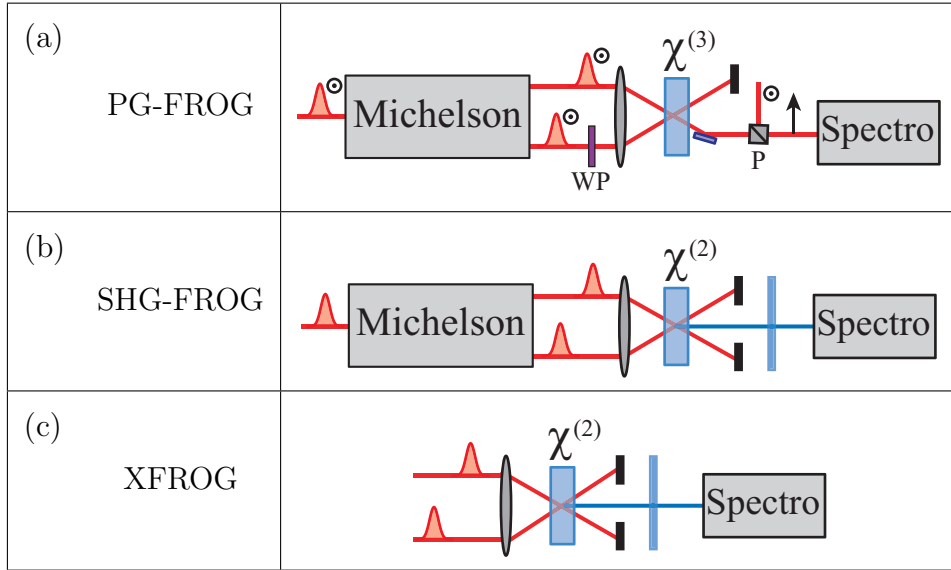 (a)
PG-FROG
Michelson
WP
χ(3)
P
Spectro
(b)
SHG-FROG
Michelson
χ(2)
Spectro
(c)
XFROG
χ(2)
Spectro